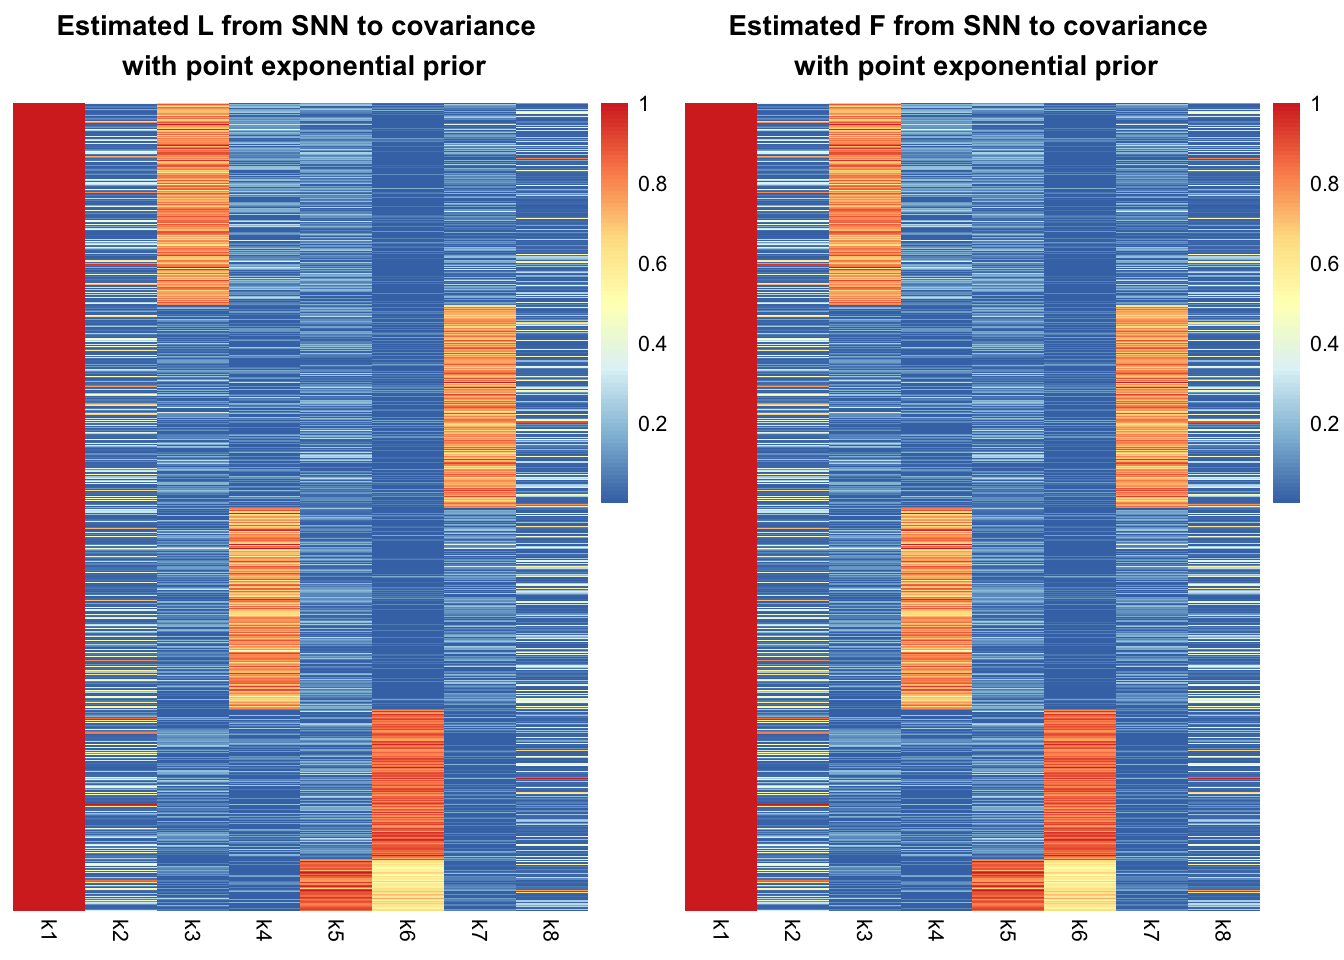 Estimated L from SNN to covariance
with point exponential prior
1
0.8
0.6
0.4
0.2
k1
k2
k3
k4
k5
k6
k7
k8
Estimated F from SNN to covariance
with point exponential prior
1
0.8
0.6
0.4
0.2
k1
k2
k3
k4
k5
k6
k7
k8